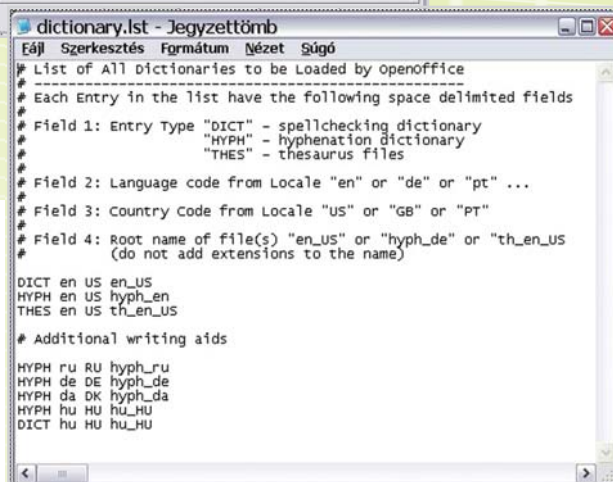 dictionary.lst - Jegyzettömb
Fájl Szerkesztés Formátum Nézet Súgó
# List of All Dictionaries to be Loaded by OpenOffice
# ---------------------------------------------------
# Each Entry in the list have the following space delimited fields
#
# Field 1: Entry Type "DICT" - spellchecking dictionary
#                     "HYPH" - hyphenation dictionary
#                     "THES" - thesaurus files
#
# Field 2: Language code from Locale "en" or "de" or "pt" ...
#
# Field 3: Country Code from Locale "US" or "GB" or "PT"
#
# Field 4: Root name of file(s) "en_US" or "hyph_de" or "th_en_US
#          (do not add extensions to the name)
DICT en US en_US
HYPH en US hyph_en
THES en US th_en_US
# Additional writing aids
HYPH ru RU hyph_ru
HYPH de DE hyph_de
HYPH da DK hyph_da
HYPH hu HU hu_HU
DICT hu HU hu_HU